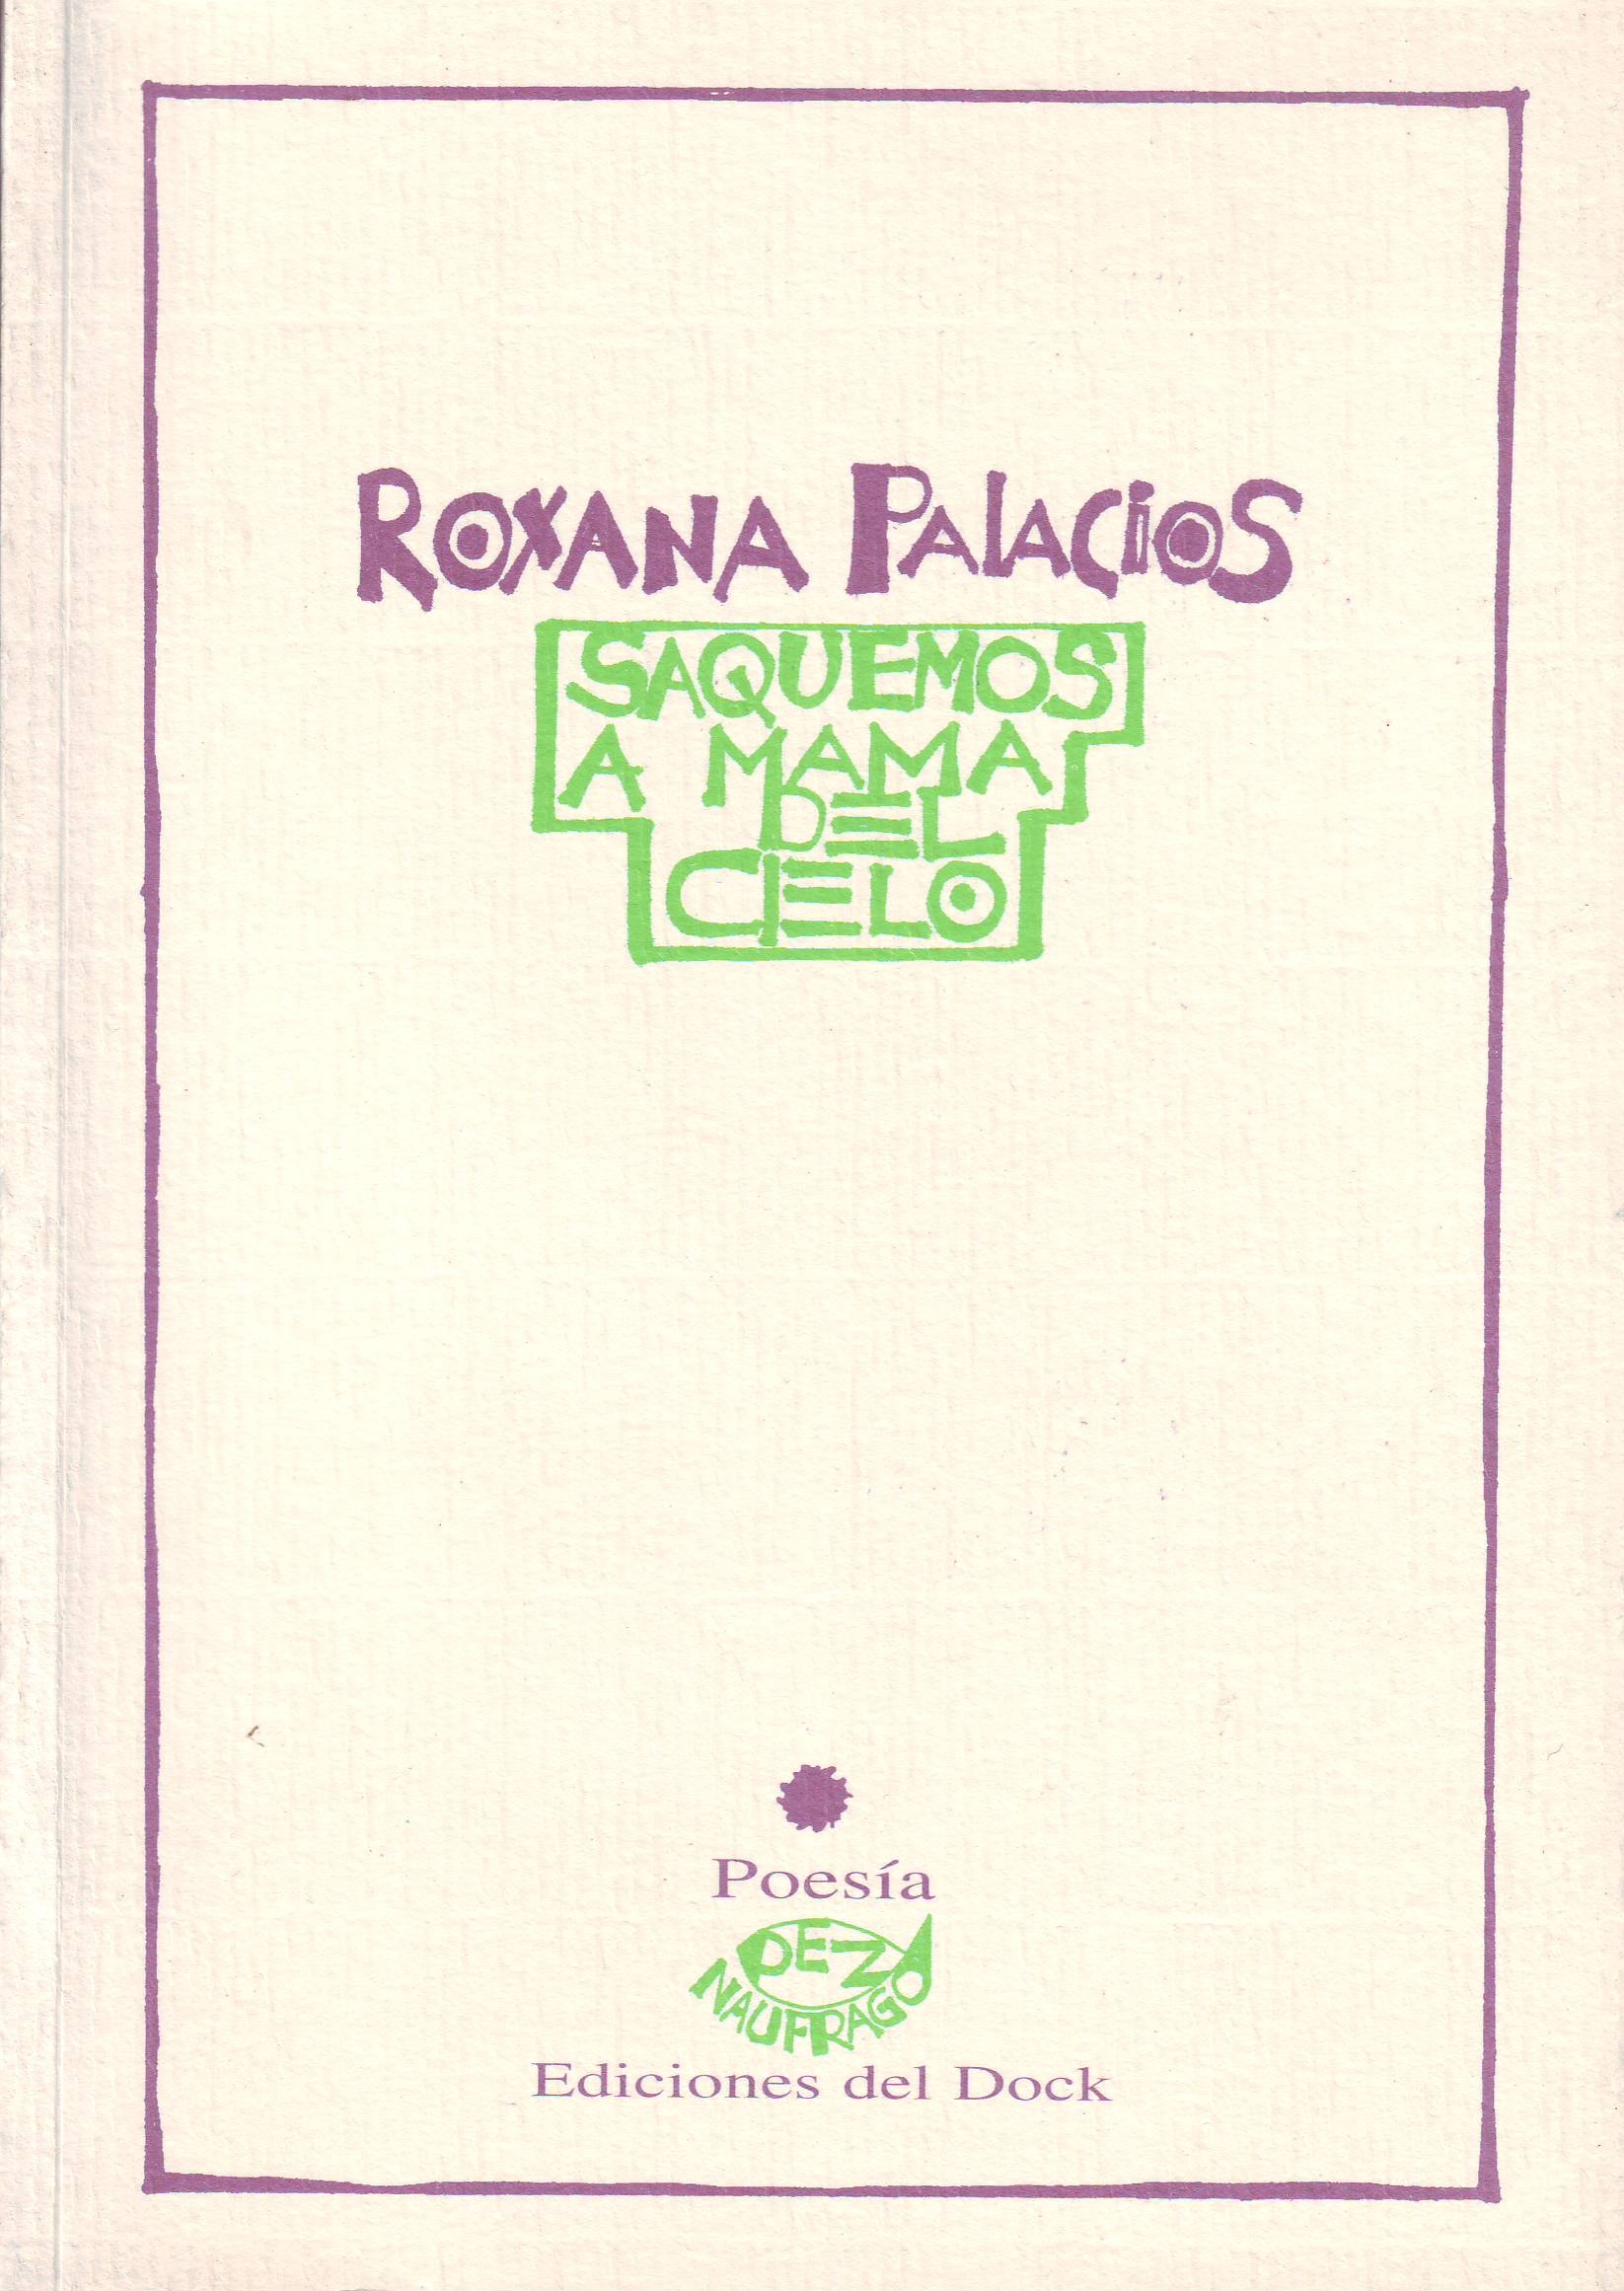 ROXANA PALACiOS
SAQUEMOS
A MAMA
DEL
CIELO
Poesía
PEZ
NAUFRAGO
Ediciones del Dock